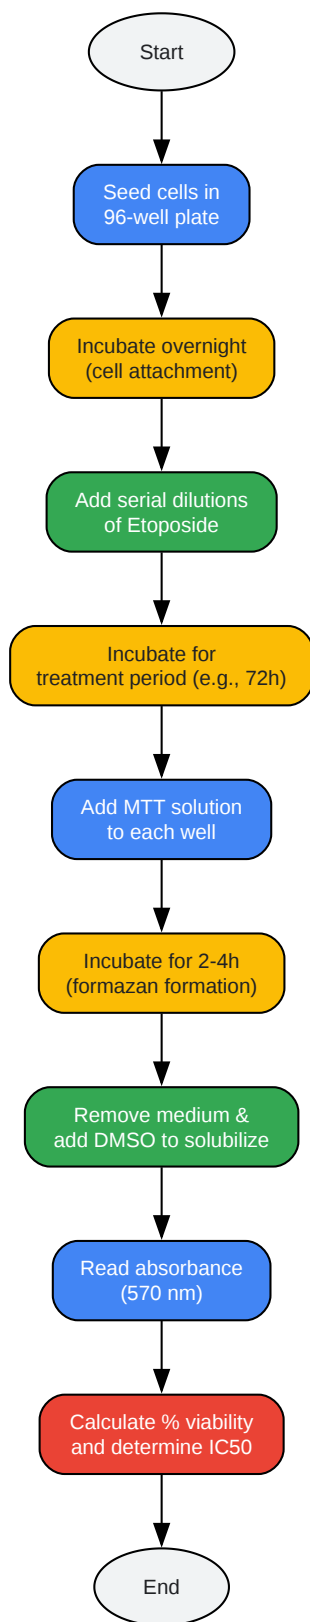 Start
Seed cells in
96-well plate
Incubate overnight
(cell attachment)
Add serial dilutions
of Etoposide
Incubate for
treatment period (e.g., 72h)
Add MTT solution
to each well
Incubate for 2-4h
(formazan formation)
Remove medium &
add DMSO to solubilize
Read absorbance
(570 nm)
Calculate % viability
and determine IC50
End